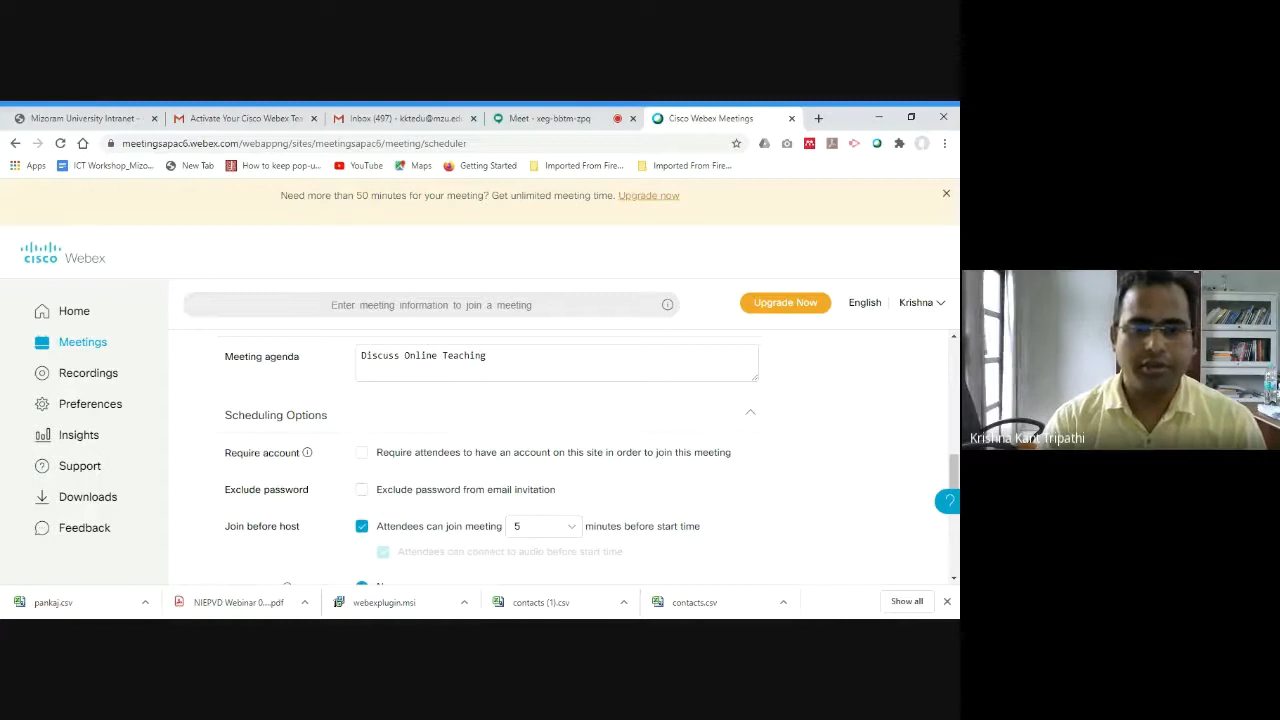 Mizoram University Intranet -
Activate Your Cisco Webex Tea
Inbox (497) - kktedu@mzu.ed
Meet - xeg-bbtm-zpq
Cisco Webex Meetings
meetingsapac6.webex.com/webappng/sites/meetingsapac6/meeting/scheduler
Apps
ICT Workshop_Mizo...
New Tab
How to keep pop-u...
YouTube
Maps
Getting Started
Imported From Fire...
Imported From Fire...
Need more than 50 minutes for your meeting? Get unlimited meeting time. Upgrade now
CISCO Webex
Home
Meetings
Recordings
Preferences
Insights
Support
Downloads
Feedback
Enter meeting information to join a meeting
Upgrade Now
English
Krishna
Meeting agenda
Discuss Online Teaching
Scheduling Options
Require account
Require attendees to have an account on this site in order to join this meeting
Exclude password
Exclude password from email invitation
Join before host
Attendees can join meeting 5 minutes before start time
Attendees can connect to audio before start time
Krishna Kant Tripathi
pankaj.csv
NIEPVD Webinar 0....pdf
webexplugin.msi
contacts (1).csv
contacts.csv
Show all